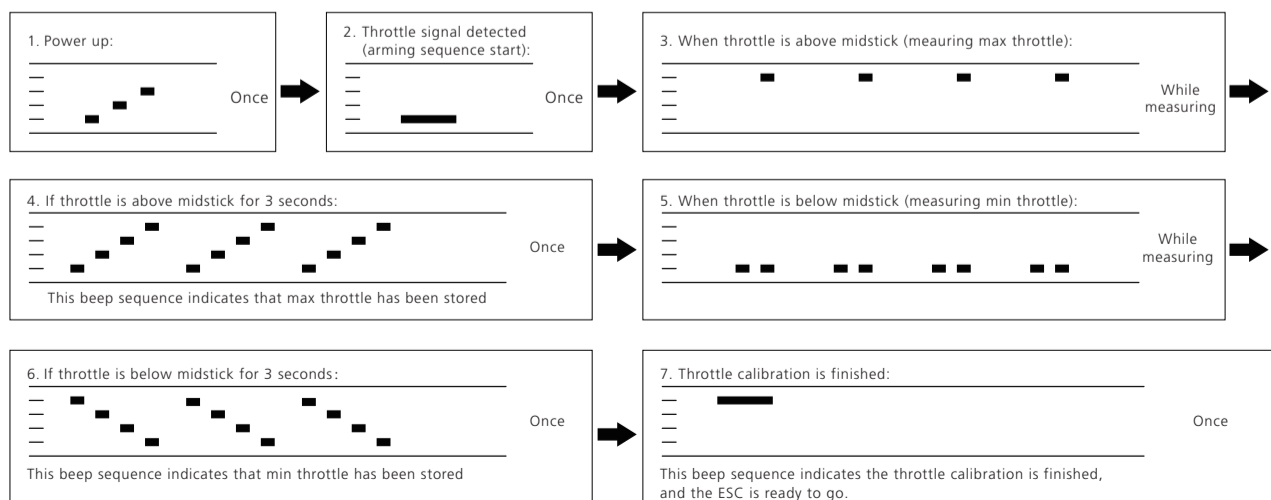 1. Power up:
Once
2. Throttle signal detected
(arming sequence start):
Once
3. When throttle is above midstick (meauring max throttle):
While
measuring
4. If throttle is above midstick for 3 seconds:
Once
This beep sequence indicates that max throttle has been stored
5. When throttle is below midstick (measuring min throttle):
While
measuring
6. If throttle is below midstick for 3 seconds:
Once
This beep sequence indicates that min throttle has been stored
7. Throttle calibration is finished:
Once
This beep sequence indicates the throttle calibration is finished,
and the ESC is ready to go.